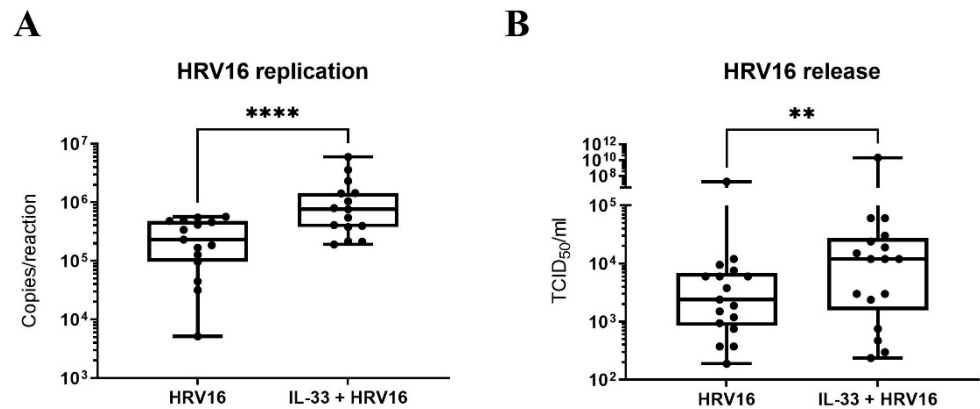 A
HRV16 replication
****
Copies/reaction
10⁷
10⁶
10⁵
10⁴
10³
HRV16
IL-33 + HRV16
B
HRV16 release
**
TCID₅₀/ml
10¹²
10¹⁰
10⁸
10⁵
10⁴
10³
10²
HRV16
IL-33 + HRV16